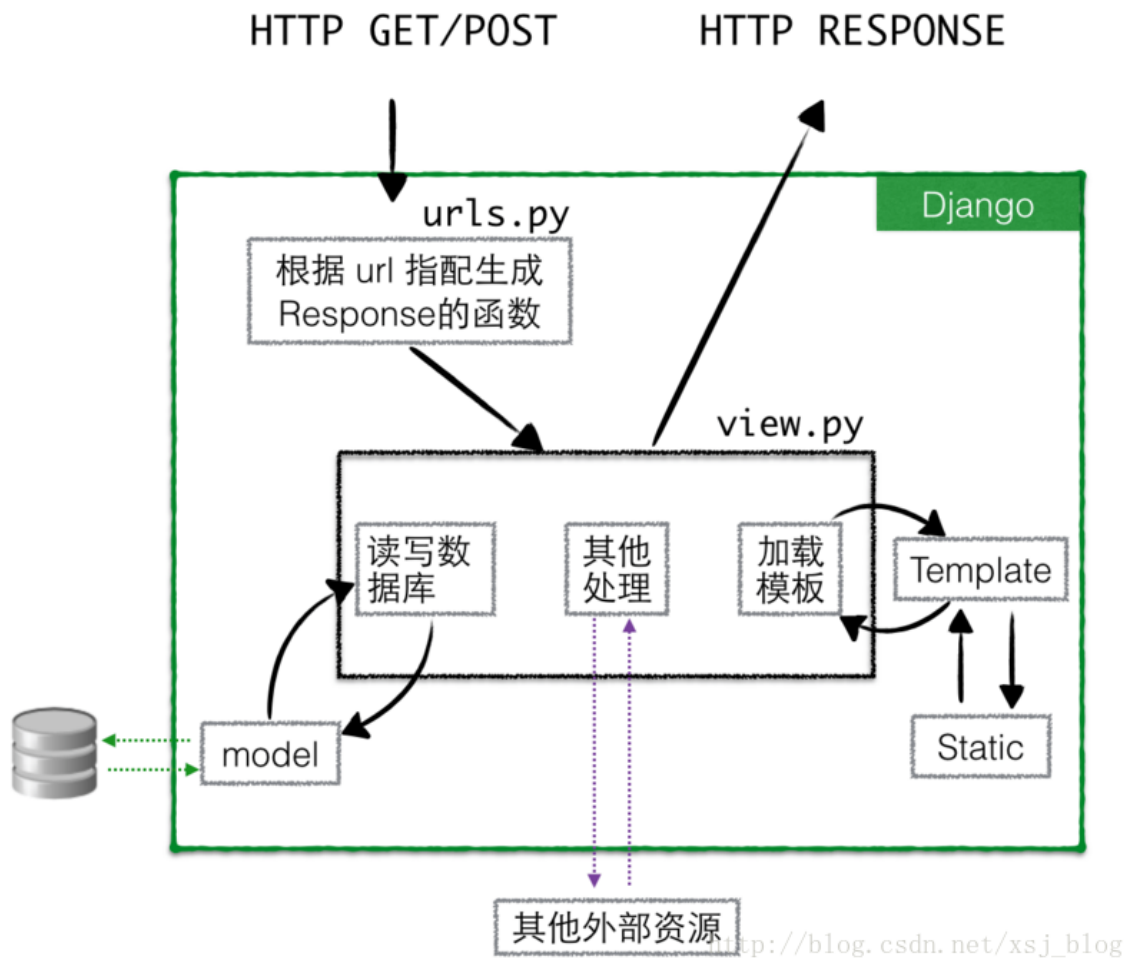 HTTP GET/POST
HTTP RESPONSE
Django
urls.py
根据 url 指配生成
Response的函数
view.py
读写数
据库
其他
处理
加载
模板
Template
model
Static
其他外部资源
http://blog.csdn.net/xsj_blog